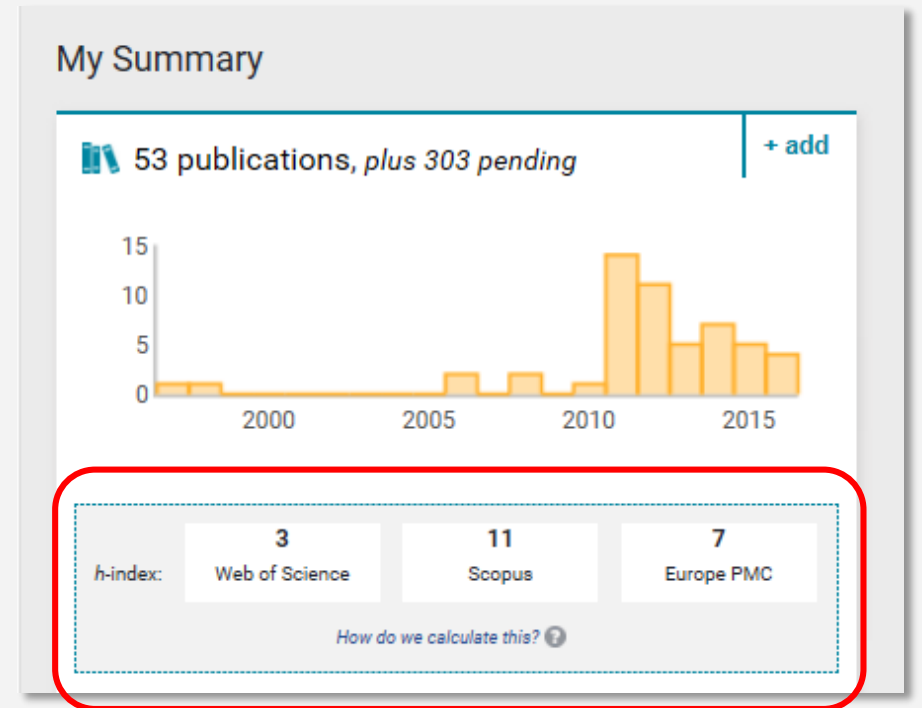 My Summary
53 publications, plus 303 pending
+ add
15
10
5
0
2000 2005 2010 2015
h-index:
3
Web of Science
11
Scopus
7
Europe PMC
How do we calculate this? ?